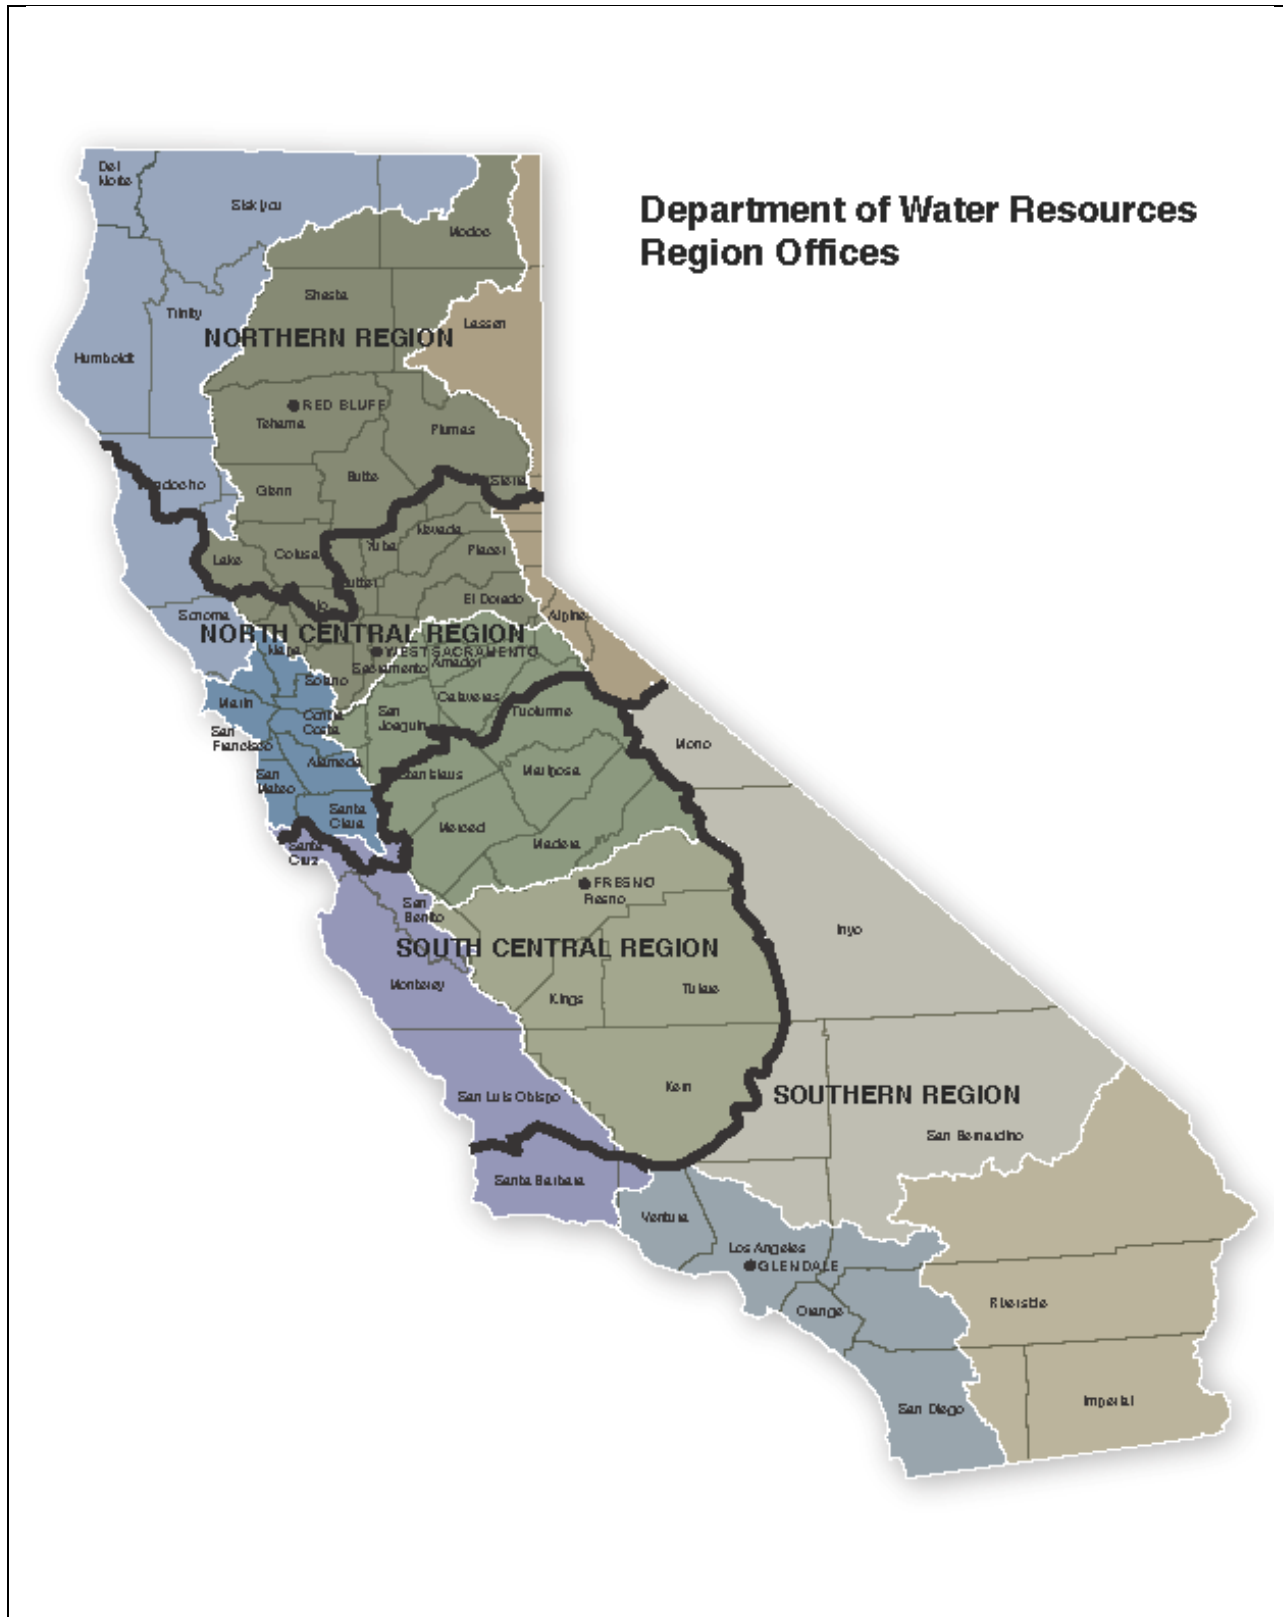 Department of Water Resources
Region Offices
Del
Norte
Siskiyou
Modoc
Shasta
Lassen
Trinity
NORTHERN REGION
Humboldt
RED BLUFF
Tehama
Plumas
Butte
Sierra
Glenn
Nevada
Yuba
Placer
Lake
Colusa
El Dorado
Sonoma
Alpine
NORTH CENTRAL REGION
Napa
WEST SACRAMENTO
Amador
Sacramento
Solano
Calaveras
Marin
San
Joaquin
Tuolumne
Contra
Costa
San
Francisco
Mono
Alameda
Mariposa
San
Mateo
Santa
Clara
Merced
Madera
Santa
Cruz
FRESNO
Fresno
San
Benito
Inyo
SOUTH CENTRAL REGION
Monterey
Kings
Tulare
Kern
San Luis Obispo
SOUTHERN REGION
San Bernardino
Santa Barbara
Ventura
Los Angeles
GLENDALE
Orange
Riverside
San Diego
Imperial